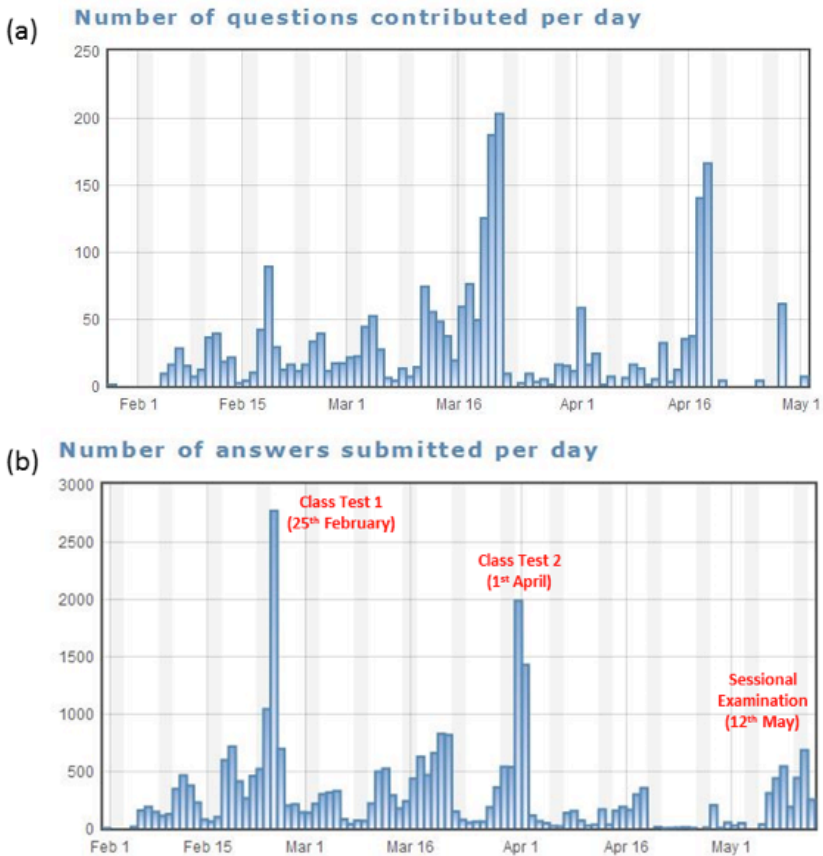 (a)
Number of questions contributed per day
250
200
150
100
50
0
Feb 1 Feb 15 Mar 1 Mar 16 Apr 1 Apr 16 May 1
(b)
Number of answers submitted per day
3000
2500
2000
1500
1000
500
0
Class Test 1
(25th February)
Class Test 2
(1st April)
Sessional
Examination
(12th May)
Feb 1 Feb 15 Mar 1 Mar 16 Apr 1 Apr 16 May 1